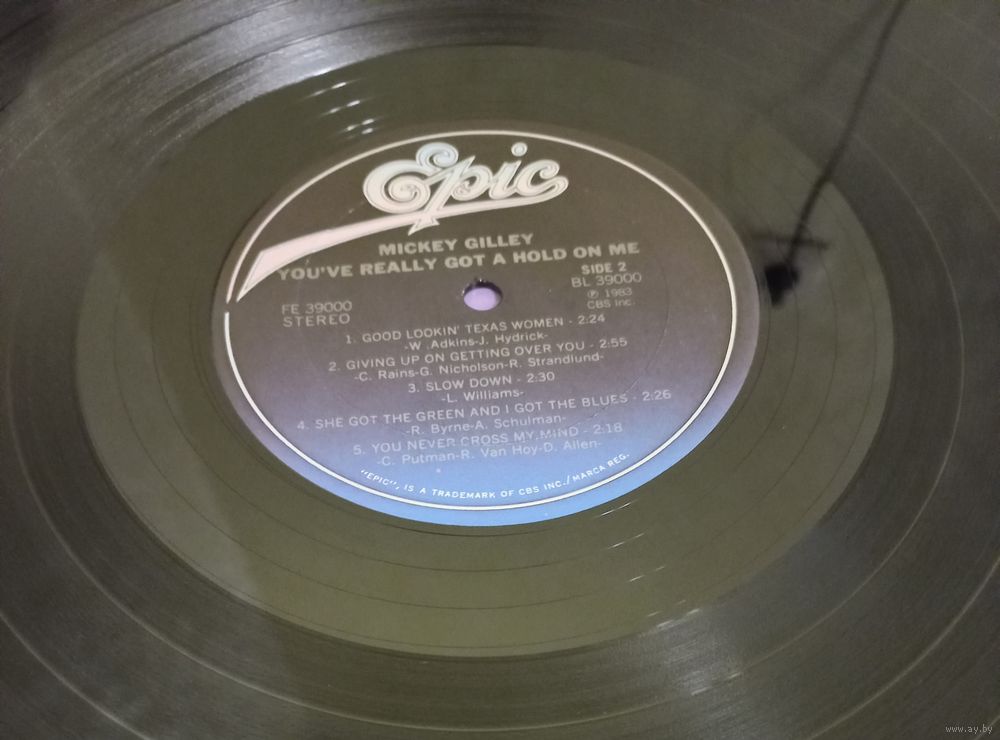 Epic
MICKEY GILLEY
YOU'VE REALLY GOT A HOLD ON ME
SIDE 2
BL 39000
℗ 1983
CBS Inc.
FE 39000
STEREO
1. GOOD LOOKIN' TEXAS WOMEN - 2:24
-W. Adkins-J. Hydrick-
2. GIVING UP ON GETTING OVER YOU - 2:55
-C. Rains-G. Nicholson-R. Strandlund-
3. SLOW DOWN - 2:30
-L. Williams-
4. SHE GOT THE GREEN AND I GOT THE BLUES - 2:26
-R. Byrne-A. Schulman-
5. YOU NEVER CROSS MY MIND - 2:18
-C. Putman-R. Van Hoy-D. Allen-
"EPIC", IS A TRADEMARK OF CBS INC./MARCA REG.
www.ay.by